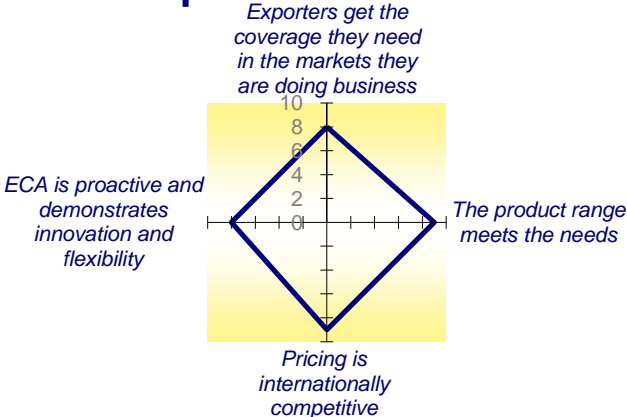 Exporters get the
coverage they need
in the markets they
are doing business
10
8
6
4
2
0
ECA is proactive and
demonstrates
innovation and
flexibility
The product range
meets the needs
Pricing is
internationally
competitive